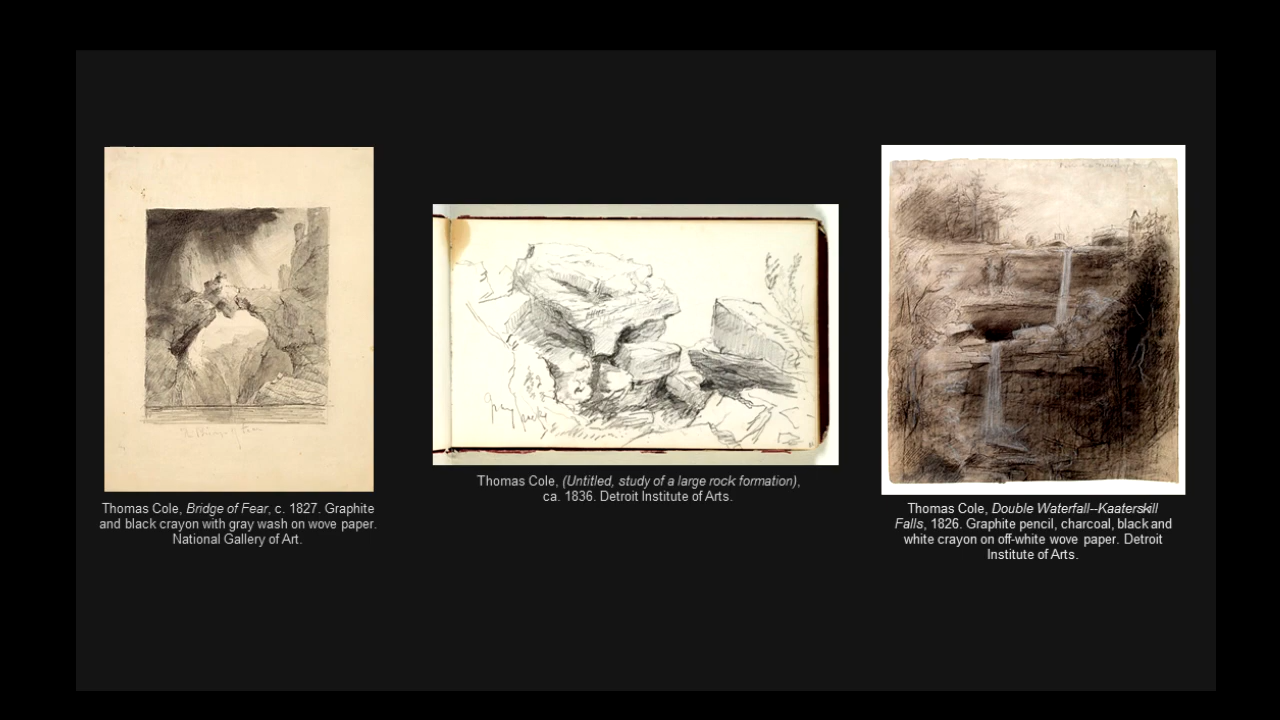 Thomas Cole, Bridge of Fear, c. 1827. Graphite
and black crayon with gray wash on wove paper.
National Gallery of Art.
Thomas Cole, (Untitled, study of a large rock formation),
ca. 1836. Detroit Institute of Arts.
Thomas Cole, Double Waterfall--Kaaterskill
Falls, 1826. Graphite pencil, charcoal, black and
white crayon on off-white wove paper. Detroit
Institute of Arts.